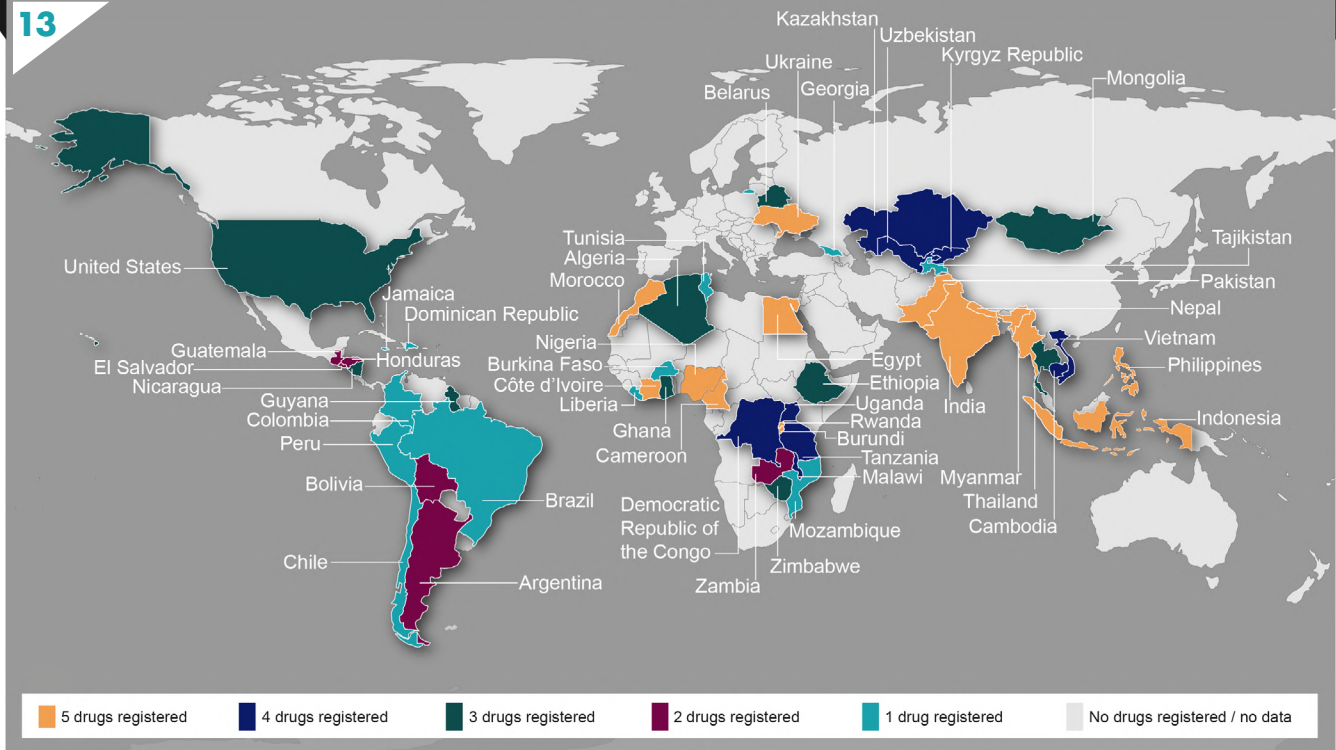 13
Kazakhstan
Uzbekistan
Kyrgyz Republic
Ukraine
Mongolia
Belarus
Georgia
Tunisia
Algeria
Morocco
Tajikistan
Pakistan
Nepal
Vietnam
Philippines
Indonesia
United States
Jamaica
Dominican Republic
Guatemala
Honduras
El Salvador
Nicaragua
Guyana
Colombia
Peru
Bolivia
Brazil
Chile
Argentina
Nigeria
Burkina Faso
Côte d’Ivoire
Liberia
Ghana
Cameroon
Egypt
Ethiopia
Uganda
Rwanda
Burundi
Tanzania
Malawi
India
Myanmar
Thailand
Cambodia
Democratic
Republic of
the Congo
Mozambique
Zimbabwe
Zambia
5 drugs registered
4 drugs registered
3 drugs registered
2 drugs registered
1 drug registered
No drugs registered / no data